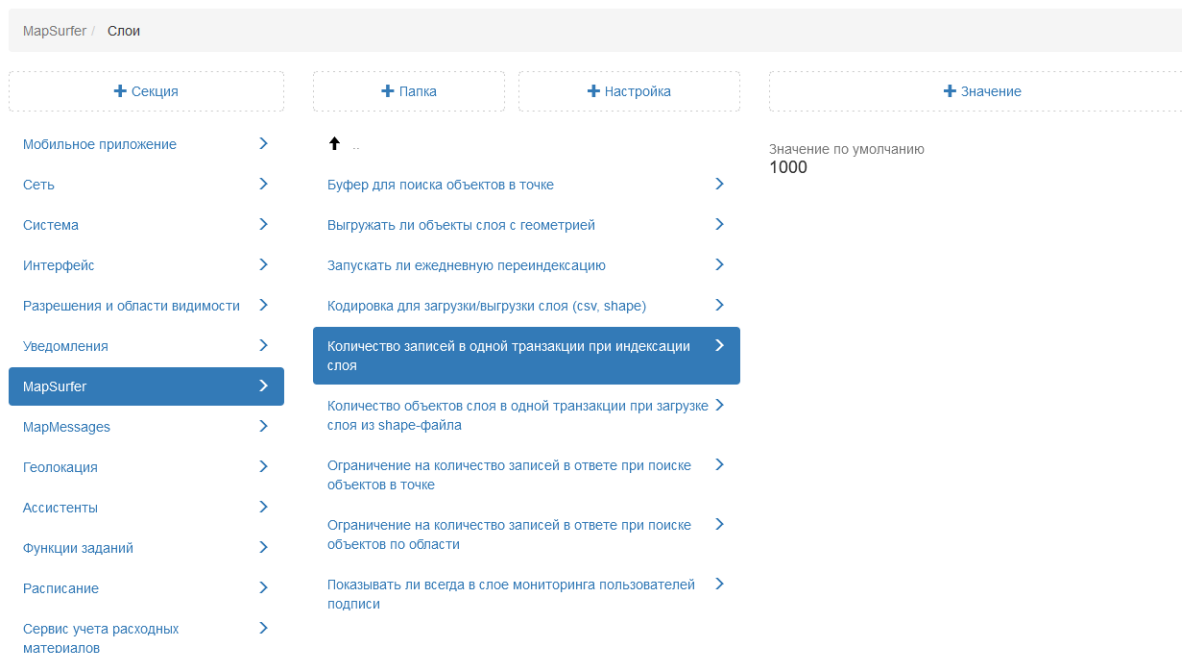 MapSurfer / Слои
Секция
Папка
Настройка
Значение
Мобильное приложение
Сеть
Система
Интерфейс
Разрешения и области видимости
Уведомления
MapSurfer
MapMessages
Геолокация
Ассистенты
Функции заданий
Расписание
Сервис учета расходных
материалов
..
Буфер для поиска объектов в точке
Выгружать ли объекты слоя с геометрией
Запускать ли ежедневную переиндексацию
Кодировка для загрузки/выгрузки слоя (csv, shape)
Количество записей в одной транзакции при индексации
слоя
Количество объектов слоя в одной транзакции при загрузке
слоя из shape-файла
Ограничение на количество записей в ответе при поиске
объектов в точке
Ограничение на количество записей в ответе при поиске
объектов по области
Показывать ли всегда в слое мониторинга пользователей
подписи
Значение по умолчанию
1000